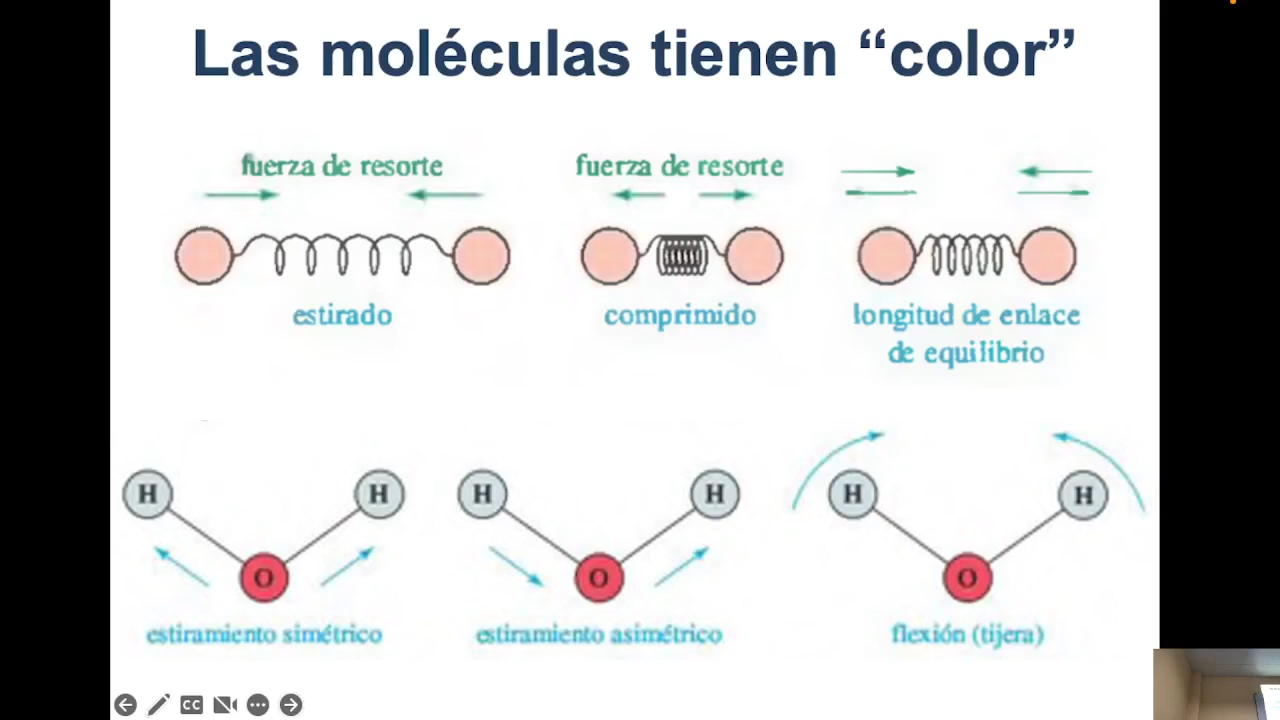 Las moléculas tienen “color”
fuerza de resorte
fuerza de resorte
estirado
comprimido
longitud de enlace
de equilibrio
H
H
O
estiramiento simétrico
H
H
O
estiramiento asimétrico
H
H
O
flexión (tijera)
CC